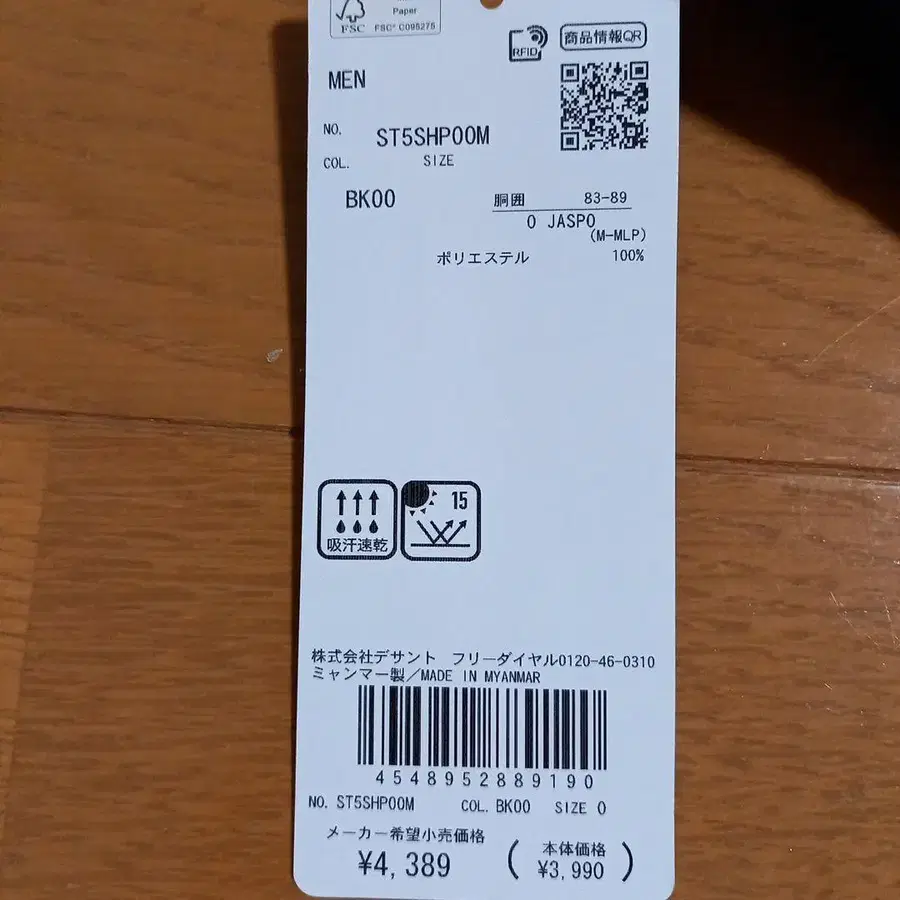 Paper
FSC
FSC® C095275
RFID
商品情報QR
MEN
NO.
ST5SHP00M
COL.
SIZE
BK00
胴囲 83-89
O JASPO
(M-MLP)
ポリエステル 100%
15
吸汗速乾
株式会社デサント フリーダイヤル0120-46-0310
ミャンマー製/MADE IN MYANMAR
4548952889190
NO. ST5SHP00M COL. BK00 SIZE O
メーカー希望小売価格
¥4,389
(本体価格
¥3,990)